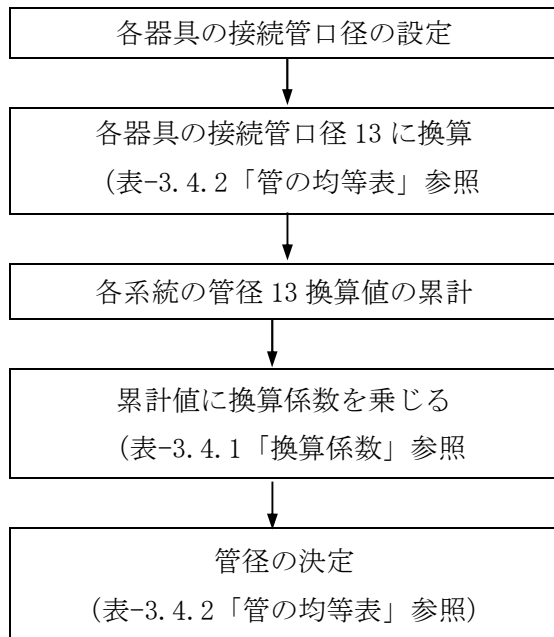 各器具の接続管口径の設定
各器具の接続管口径 13 に換算
（表-3.4.2「管の均等表」参照
各系統の管径 13 換算値の累計
累計値に換算係数を乗じる
（表-3.4.1「換算係数」参照
管径の決定
（表-3.4.2「管の均等表」参照）